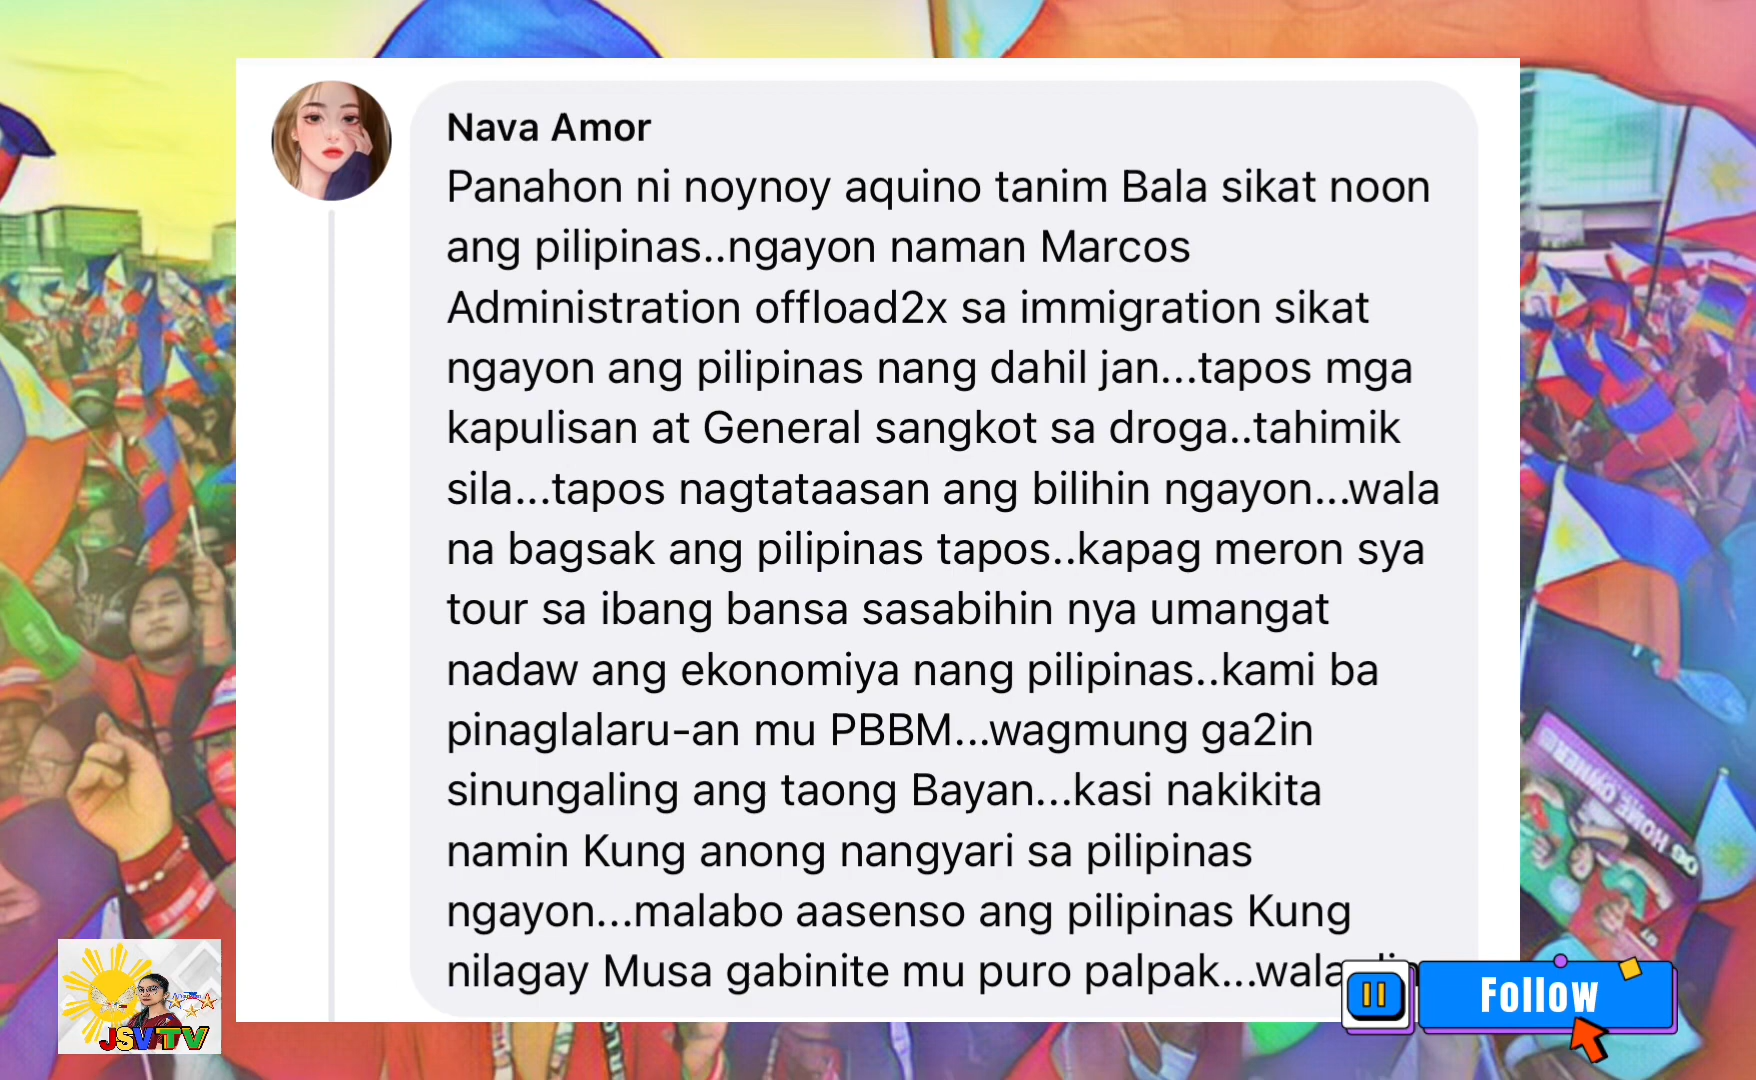 Nava Amor
Panahon ni noynoy aquino tanim Bala sikat noon
ang pilipinas..ngayon naman Marcos
Administration offload2x sa immigration sikat
ngayon ang pilipinas nang dahil jan...tapos mga
kapulisan at General sangkot sa droga..tahimik
sila...tapos nagtataasan ang bilihin ngayon...wala
na bagsak ang pilipinas tapos..kapag meron sya
tour sa ibang bansa sasabihin nya umangat
nadaw ang ekonomiya nang pilipinas..kami ba
pinaglalaru-an mu PBBM...wagmung ga2in
sinungaling ang taong Bayan...kasi nakikita
namin Kung anong nangyari sa pilipinas
ngayon...malabo aasenso ang pilipinas Kung
nilagay Musa gabinite mu puro palpak...wala
Follow
JSVTV